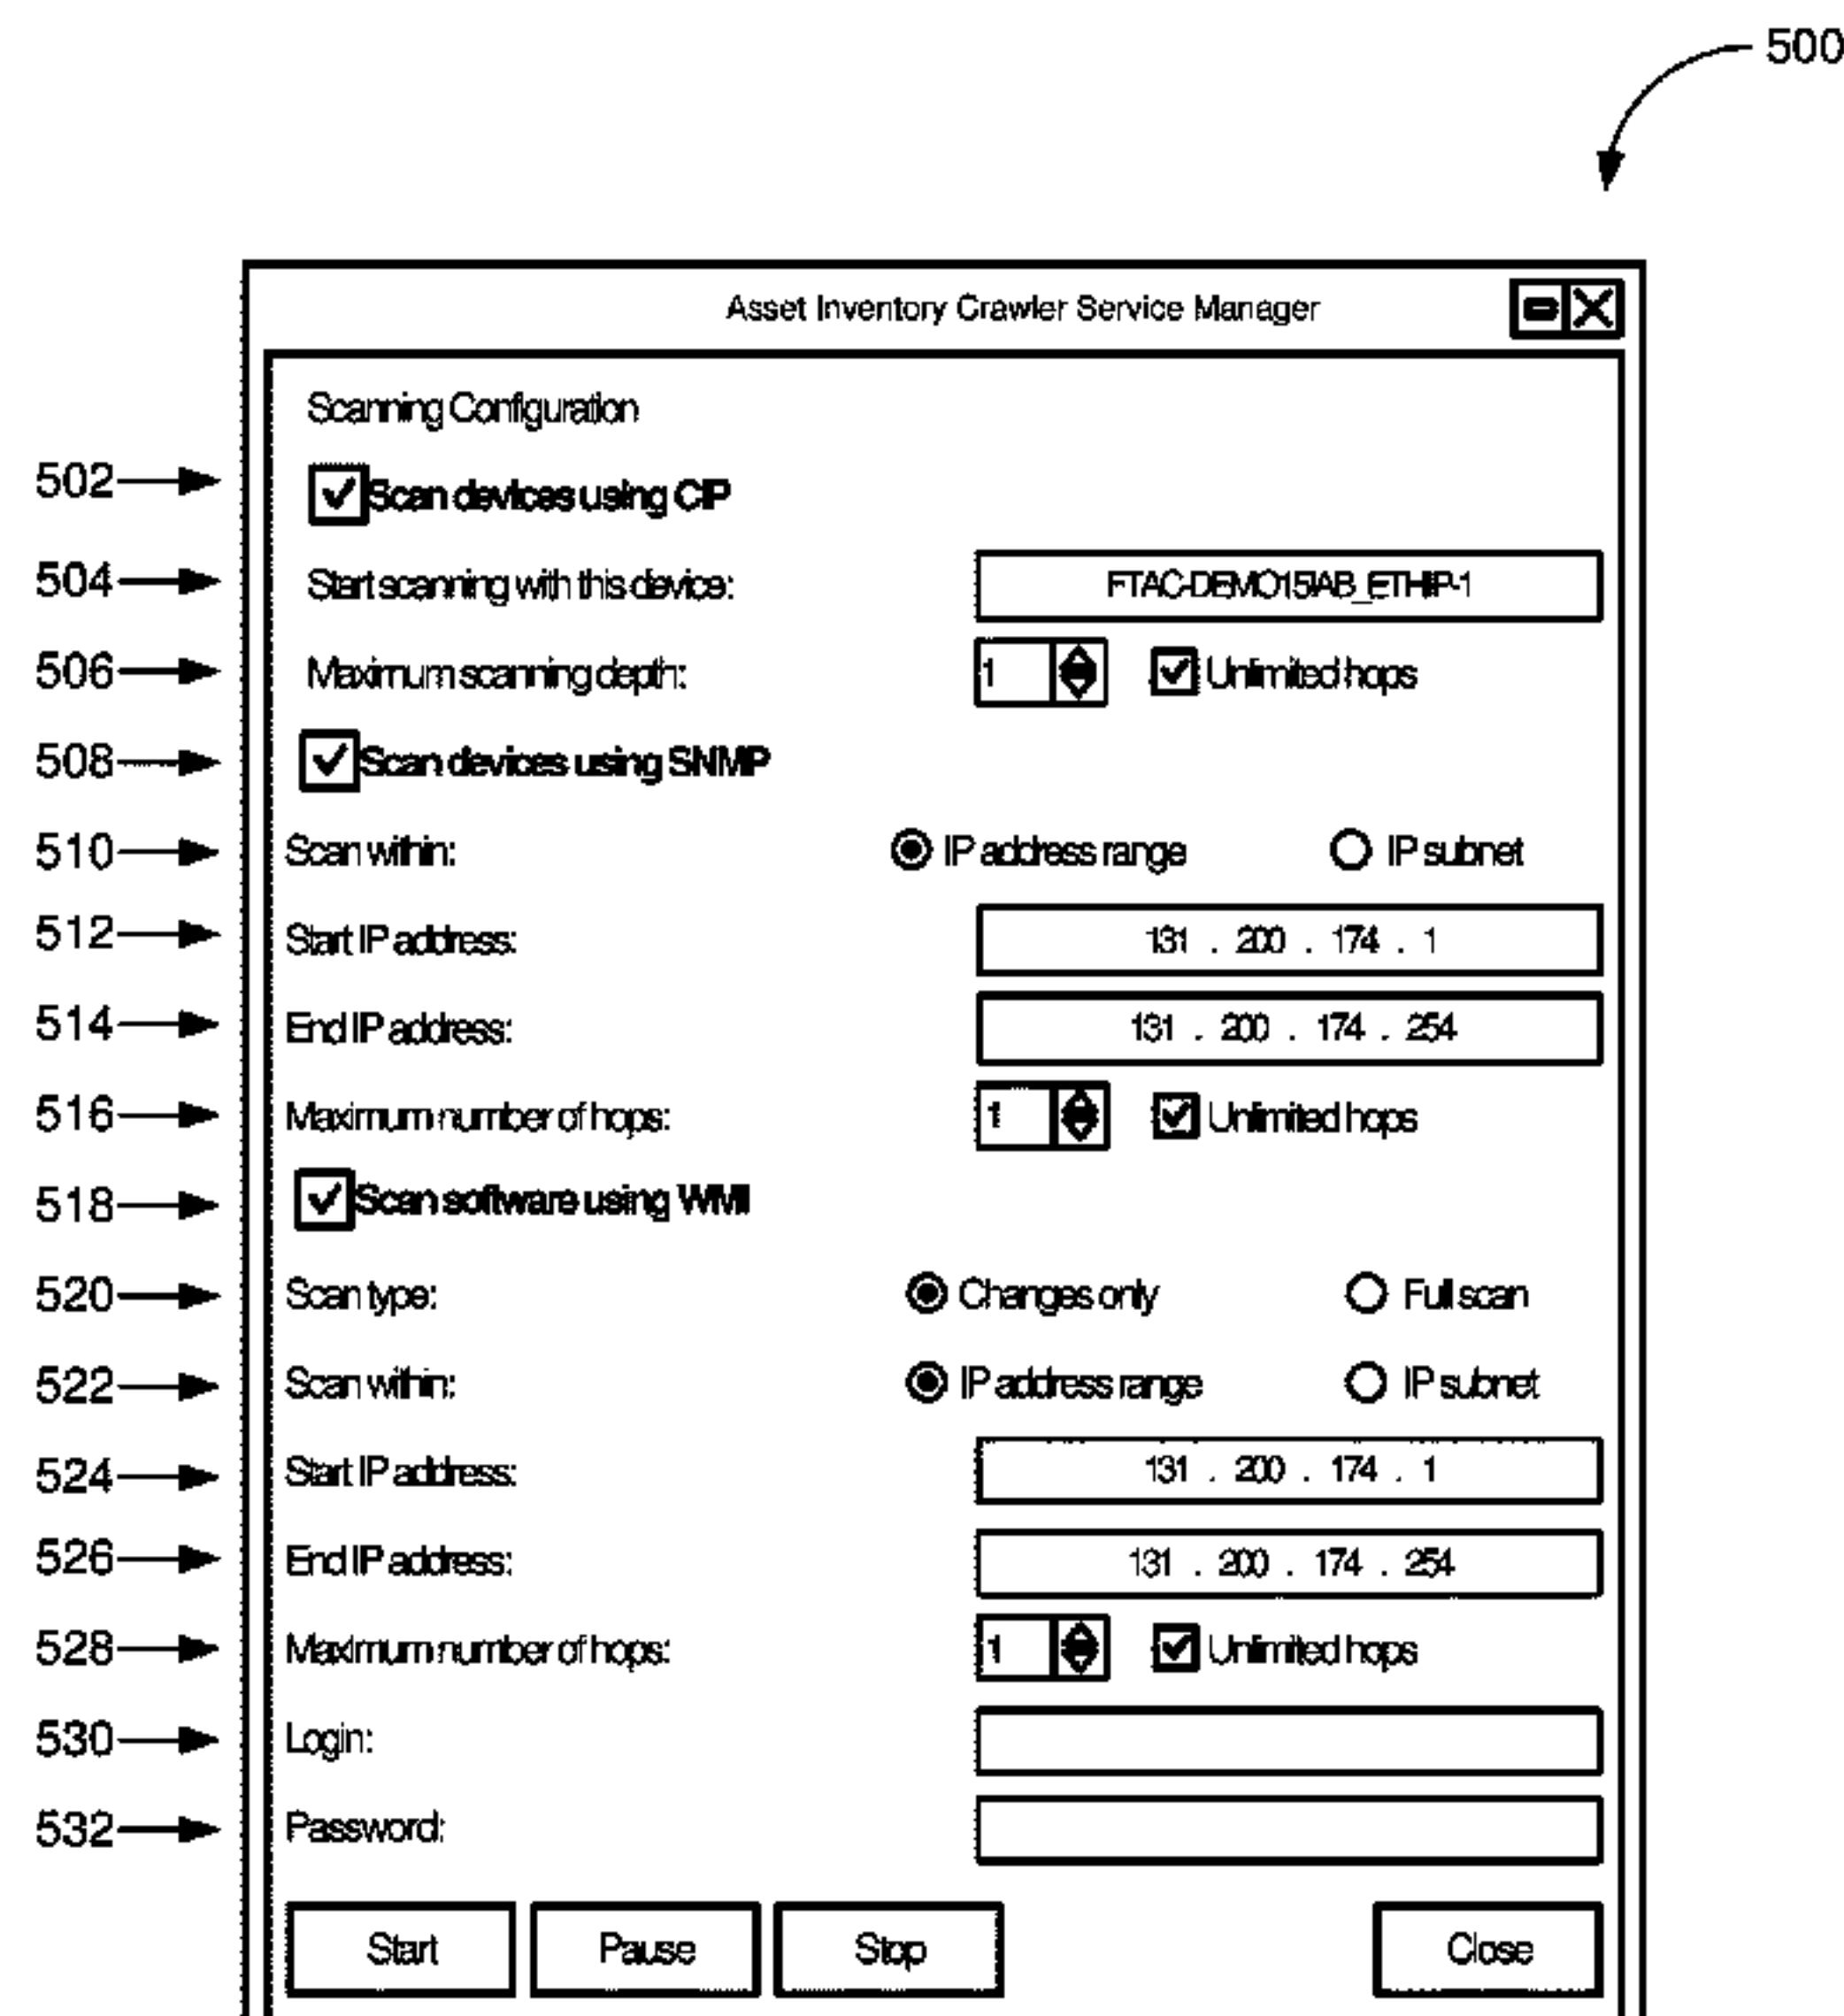 500
Asset Inventory Crawler Service Manager
Scanning Configuration
502 Scan devices using CIP
504 Start scanning with this device: FTAC-DEMO15\AB_ETHIP-1
506 Maximum scanning depth: 1 Unlimited hops
508 Scan devices using SNMP
510 Scan within: IP address range IP subnet
512 Start IP address: 131 . 200 . 174 . 1
514 End IP address: 131 . 200 . 174 . 254
516 Maximum number of hops: 1 Unlimited hops
518 Scan software using WMI
520 Scan type: Changes only Full scan
522 Scan within: IP address range IP subnet
524 Start IP address: 131 . 200 . 174 . 1
526 End IP address: 131 . 200 . 174 . 254
528 Maximum number of hops: 1 Unlimited hops
530 Login:
532 Password:
Start Pause Stop Close